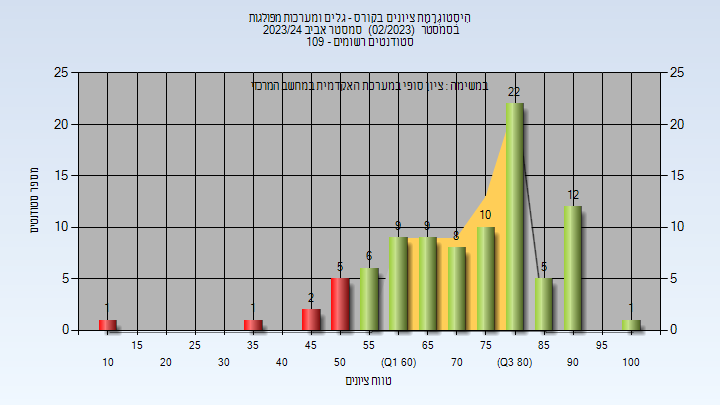 היסטוגרמת ציונים בקורס - גלים ומערכות מפולגות
בסמסטר (02/2023) סמסטר אביב 2023/24
סטודנטים רשומים - 109
במשימה : ציון סופי במערכת האקדמית במחשב המרכזי
25 25
20 20
15 15
10 10
5 5
0 0
מספר סטודנטים
1 1 2 5 6 9 9 8 10 22 5 12 1
15 25 35 45 55 65 75 85 95
10 20 30 40 50 (Q1 60) 70 (Q3 80) 90 100
טווח ציונים